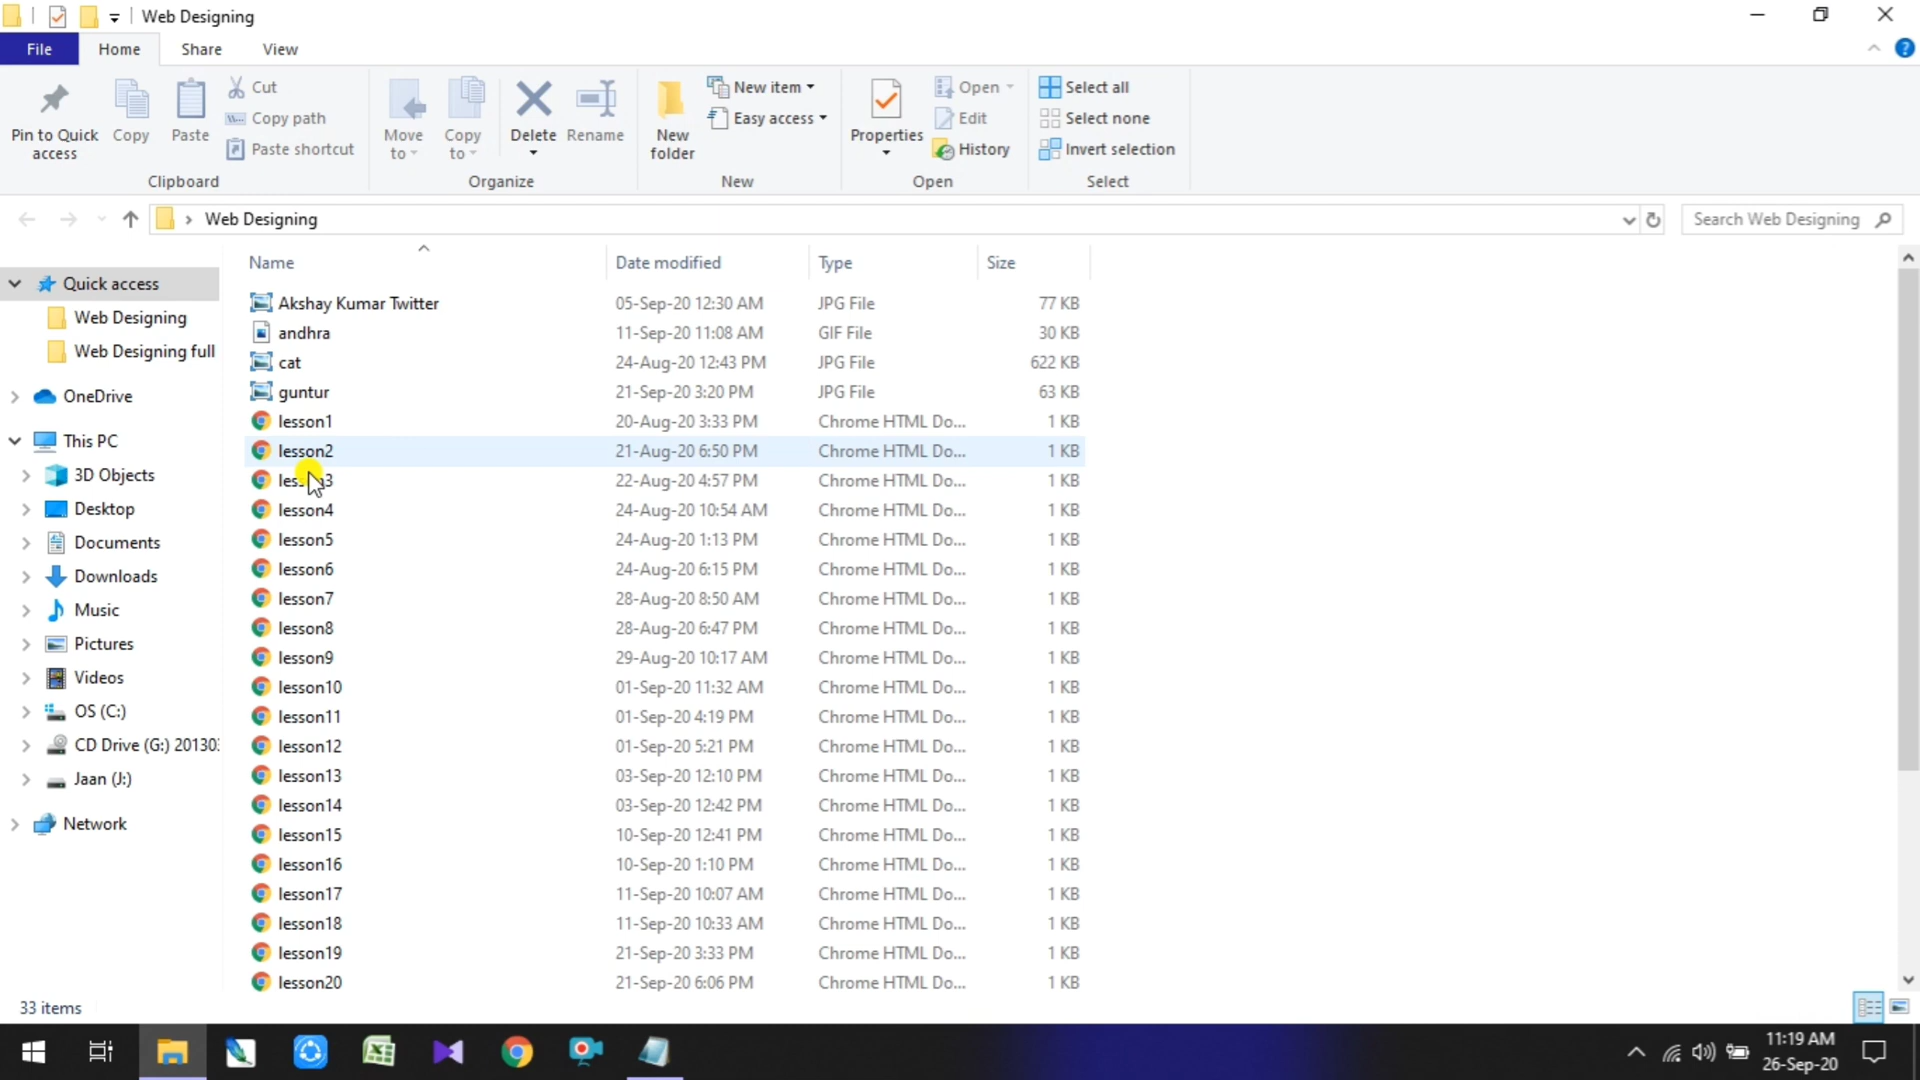 Web Designing
File Home Share View
Pin to Quick access
Copy
Paste
Cut
Copy path
Paste shortcut
Clipboard
Move to
Copy to
Delete
Rename
Organize
New folder
New item
Easy access
New
Properties
Open
Edit
History
Open
Select all
Select none
Invert selection
Select
Web Designing
Search Web Designing
Quick access
Web Designing
Web Designing full
OneDrive
This PC
3D Objects
Desktop
Documents
Downloads
Music
Pictures
Videos
OS (C:)
CD Drive (G:)
Jaan (J:)
Network
Name Date modified Type Size
Akshay Kumar Twitter 05-Sep-20 12:30 AM JPG File 77 KB
andhra 11-Sep-20 11:08 AM GIF File 30 KB
cat 24-Aug-20 12:43 PM JPG File 622 KB
guntur 21-Sep-20 3:20 PM JPG File 63 KB
lesson1 20-Aug-20 3:33 PM Chrome HTML Do... 1 KB
lesson2 21-Aug-20 6:50 PM Chrome HTML Do... 1 KB
22-Aug-20 4:57 PM Chrome HTML Do... 1 KB
lesson4 24-Aug-20 10:54 AM Chrome HTML Do... 1 KB
lesson5 24-Aug-20 1:13 PM Chrome HTML Do... 1 KB
lesson6 24-Aug-20 6:15 PM Chrome HTML Do... 1 KB
lesson7 28-Aug-20 8:50 AM Chrome HTML Do... 1 KB
lesson8 28-Aug-20 6:47 PM Chrome HTML Do... 1 KB
lesson9 29-Aug-20 10:17 AM Chrome HTML Do... 1 KB
lesson10 01-Sep-20 11:32 AM Chrome HTML Do... 1 KB
lesson11 01-Sep-20 4:19 PM Chrome HTML Do... 1 KB
lesson12 01-Sep-20 5:21 PM Chrome HTML Do... 1 KB
lesson13 03-Sep-20 12:10 PM Chrome HTML Do... 1 KB
lesson14 03-Sep-20 12:42 PM Chrome HTML Do... 1 KB
lesson15 10-Sep-20 12:41 PM Chrome HTML Do... 1 KB
lesson16 10-Sep-20 1:10 PM Chrome HTML Do... 1 KB
lesson17 11-Sep-20 10:07 AM Chrome HTML Do... 1 KB
lesson18 11-Sep-20 10:33 AM Chrome HTML Do... 1 KB
lesson19 21-Sep-20 3:33 PM Chrome HTML Do... 1 KB
lesson20 21-Sep-20 6:06 PM Chrome HTML Do... 1 KB
33 items
11:19 AM
26-Sep-20